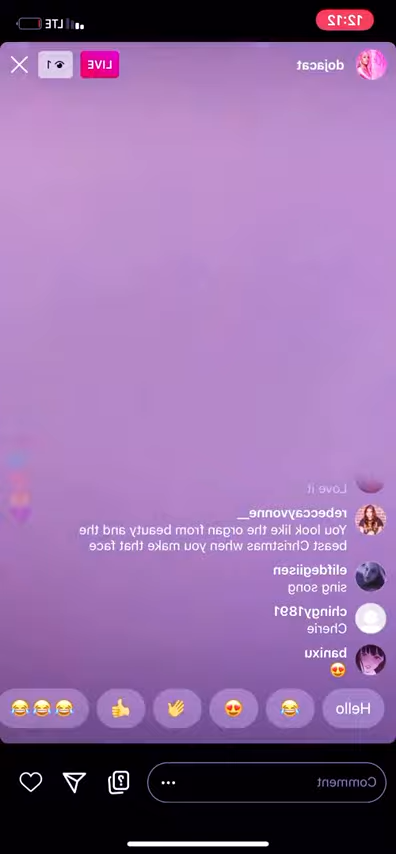 12:12
LTE
dojacat
LIVE
1
Love it
rebeccayvonne__
You look like the organ from beauty and the
beast Christmas when you make that face
elifdegiisen
sing song
chingy1891
Cherie
banixu
😍
Hello 😂 😍 👋 👍 😂😂😂
Comment